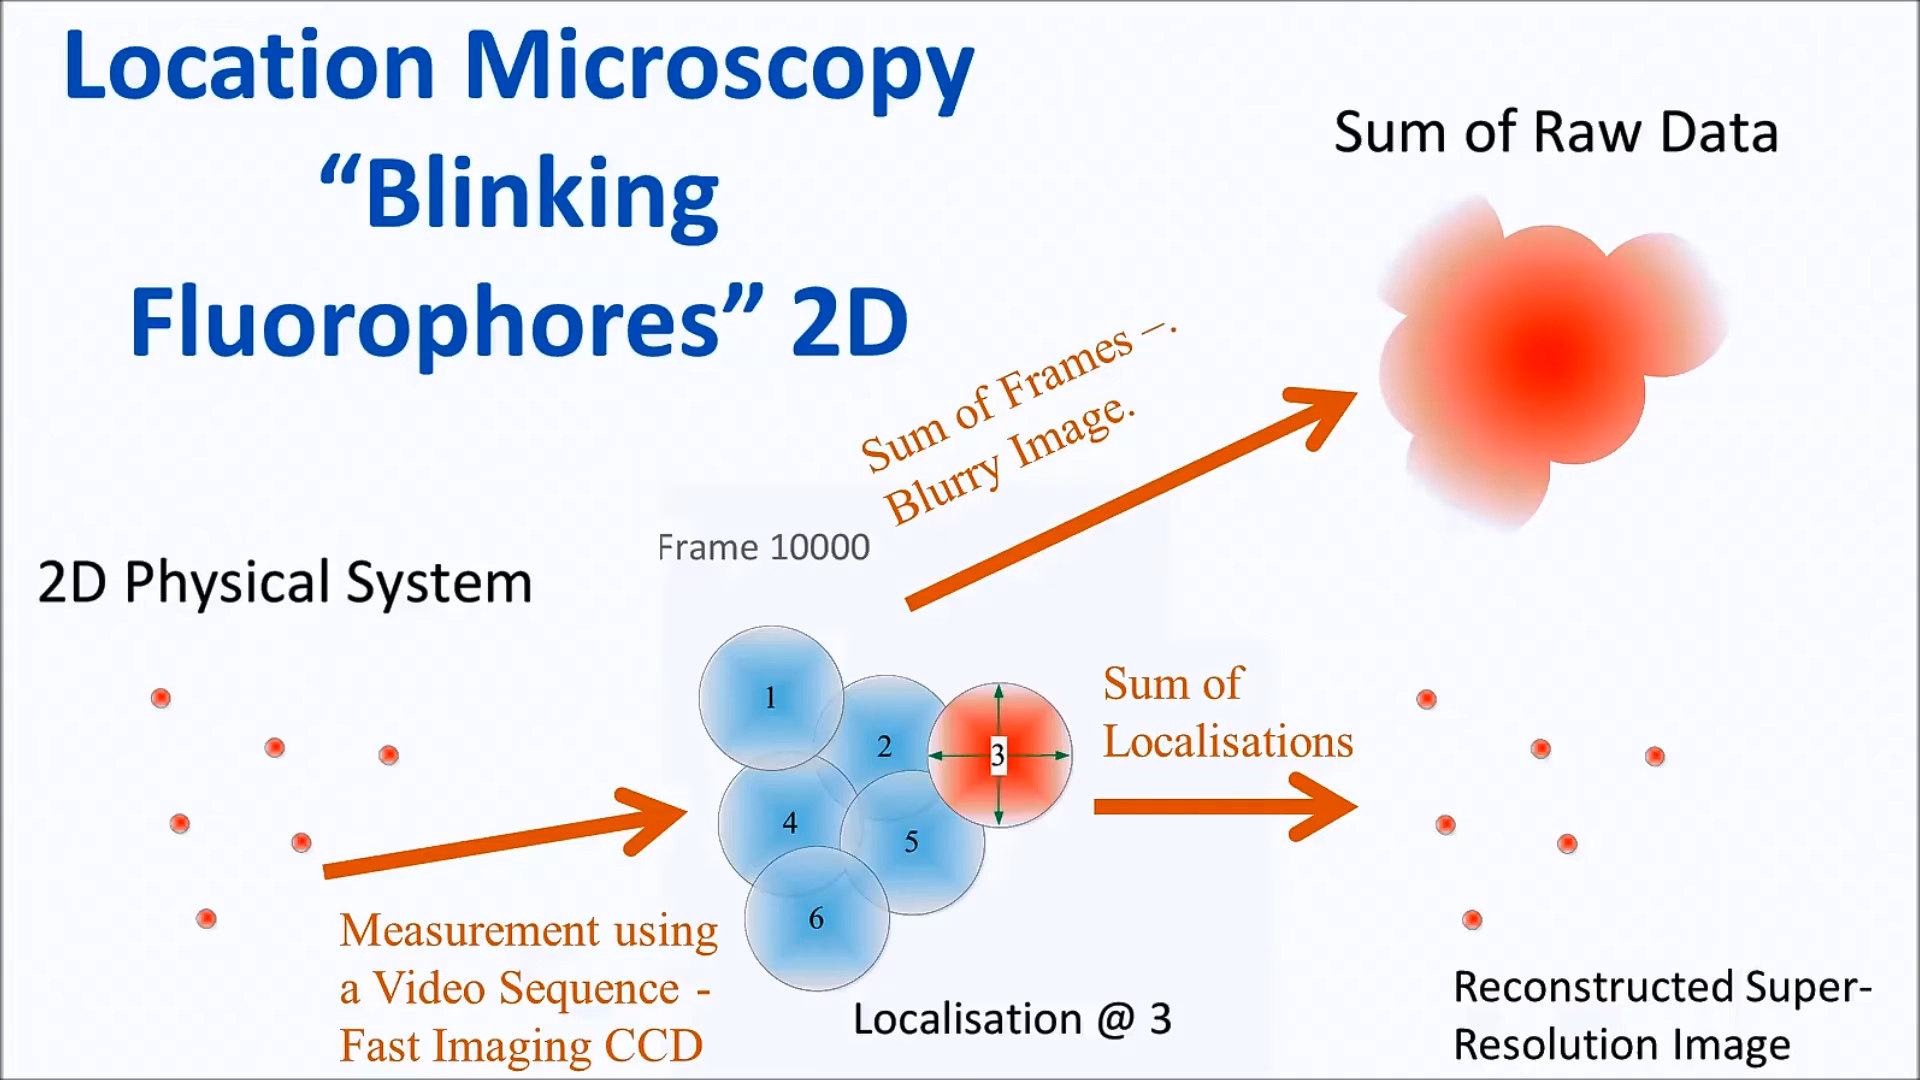 Location Microscopy
“Blinking
Fluorophores” 2D
Sum of Raw Data
Sum of Frames –.
Blurry Image.
Frame 10000
2D Physical System
1
2
3
4
5
6
Sum of
Localisations
Measurement using
a Video Sequence -
Fast Imaging CCD
Localisation @ 3
Reconstructed Super-
Resolution Image